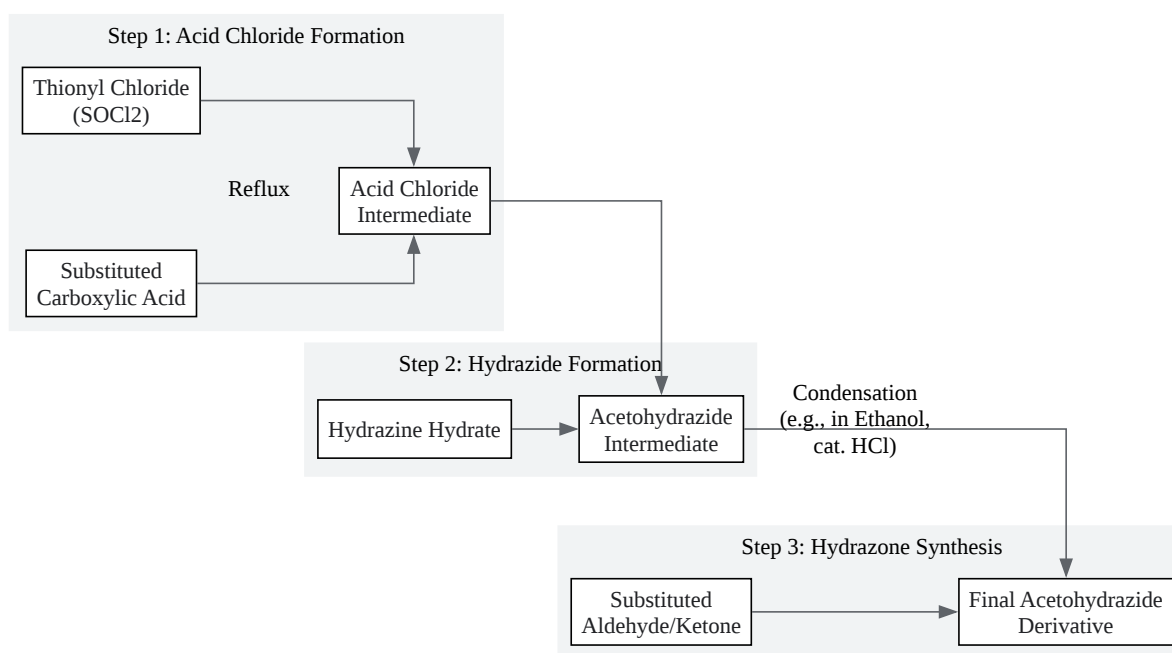 Step 1: Acid Chloride Formation
Thionyl Chloride
(SOCl2)
Reflux
Acid Chloride
Intermediate
Substituted
Carboxylic Acid
Step 2: Hydrazide Formation
Hydrazine Hydrate
Acetohydrazide
Intermediate
Condensation
(e.g., in Ethanol,
cat. HCl)
Step 3: Hydrazone Synthesis
Substituted
Aldehyde/Ketone
Final Acetohydrazide
Derivative